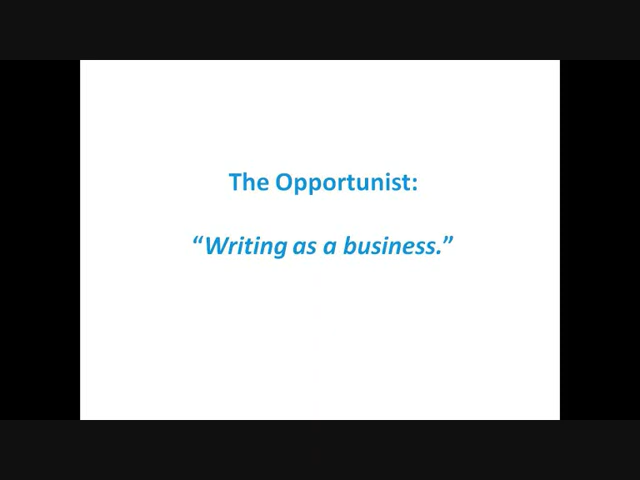 The Opportunist:
“Writing as a business.”